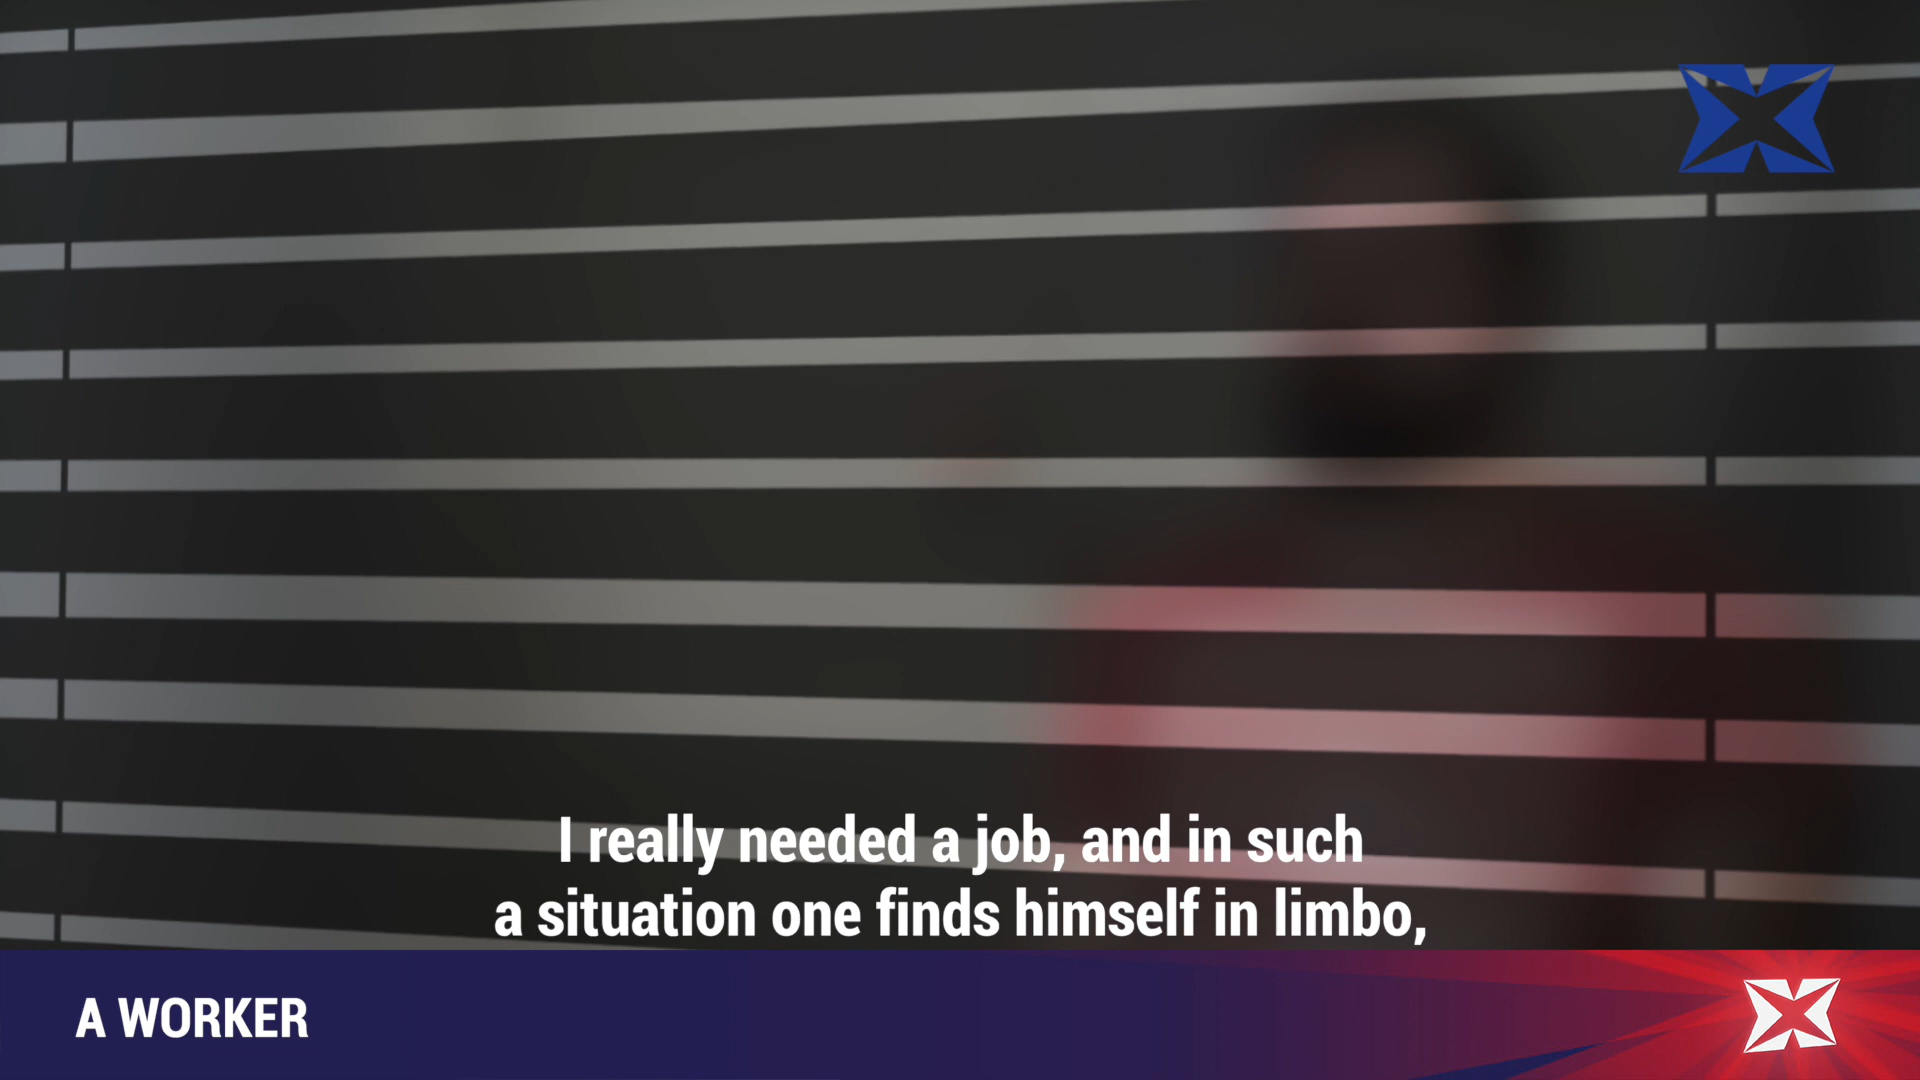 I really needed a job, and in such
a situation one finds himself in limbo,
A WORKER